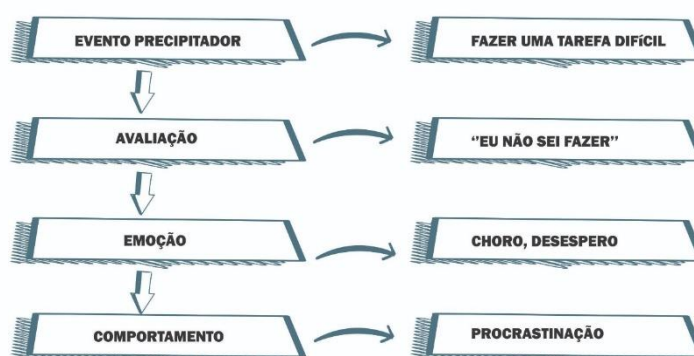 EVENTO PRECIPITADOR
FAZER UMA TAREFA DIFíCIL
AVALIAÇÃO
‘'EU NÃO SEI FAZER’'
EMOÇÃO
CHORO, DESESPERO
COMPORTAMENTO
PROCRASTINAÇÃO